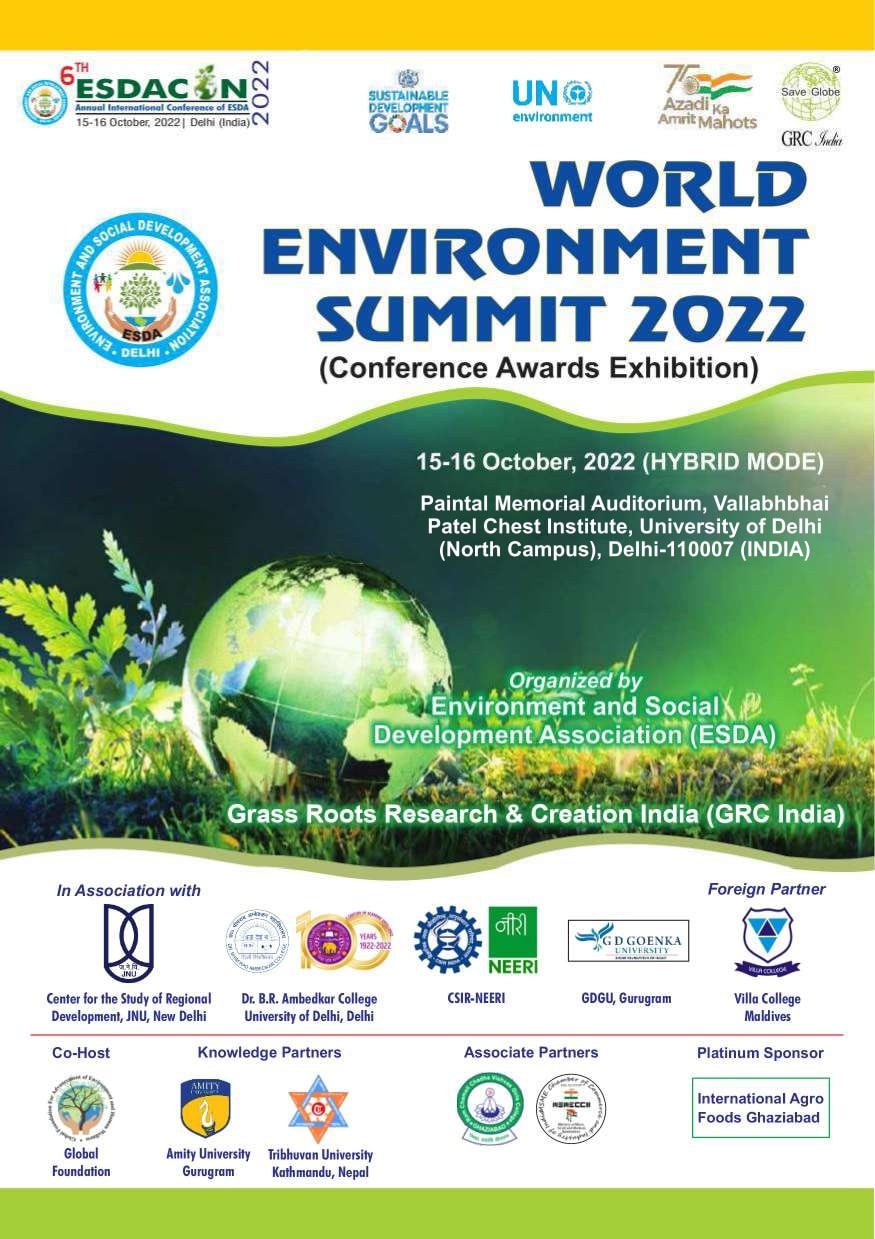 6TH
ESDACON
2022
Annual International Conference of ESDA
15-16 October, 2022| Delhi (India)
SUSTAINABLE
DEVELOPMENT
GOALS
UN
environment
75
Azadi Ka
Amrit Mahots
Save Globe
®
GRC India
ENVIRONMENT AND SOCIAL DEVELOPMENT ASSOCIATION
ESDA
• DELHI •
WORLD
ENVIRONMENT
SUMMIT 2022
(Conference Awards Exhibition)
15-16 October, 2022 (HYBRID MODE)
Paintal Memorial Auditorium, Vallabhbhai
Patel Chest Institute, University of Delhi
(North Campus), Delhi-110007 (INDIA)
Organized by
Environment and Social
Development Association (ESDA)
Grass Roots Research & Creation India (GRC India)
In Association with
Foreign Partner
ज.ने.वि.
JNU
100
YEARS
1922-2022
नीरी
NEERI
G D GOENKA
UNIVERSITY
VILLA COLLEGE
Center for the Study of Regional
Development, JNU, New Delhi
Dr. B.R. Ambedkar College
University of Delhi, Delhi
CSIR-NEERI
GDGU, Gurugram
Villa College
Maldives
Co-Host
Knowledge Partners
Associate Partners
Platinum Sponsor
AMITY
UNIVERSITY
GHAZIABAD
International Agro
Foods Ghaziabad
Global
Foundation
Amity University
Gurugram
Tribhuvan University
Kathmandu, Nepal